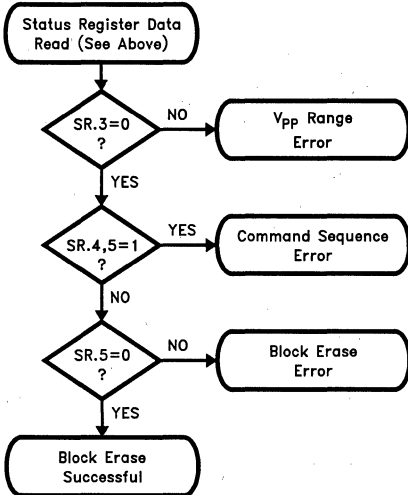 Status Register Data
Read (See Above)
SR.3=0
?
NO
VPP Range
Error
YES
SR.4,5=1
?
YES
Command Sequence
Error
NO
SR.5=0
?
NO
Block Erase
Error
YES
Block Erase
Successful